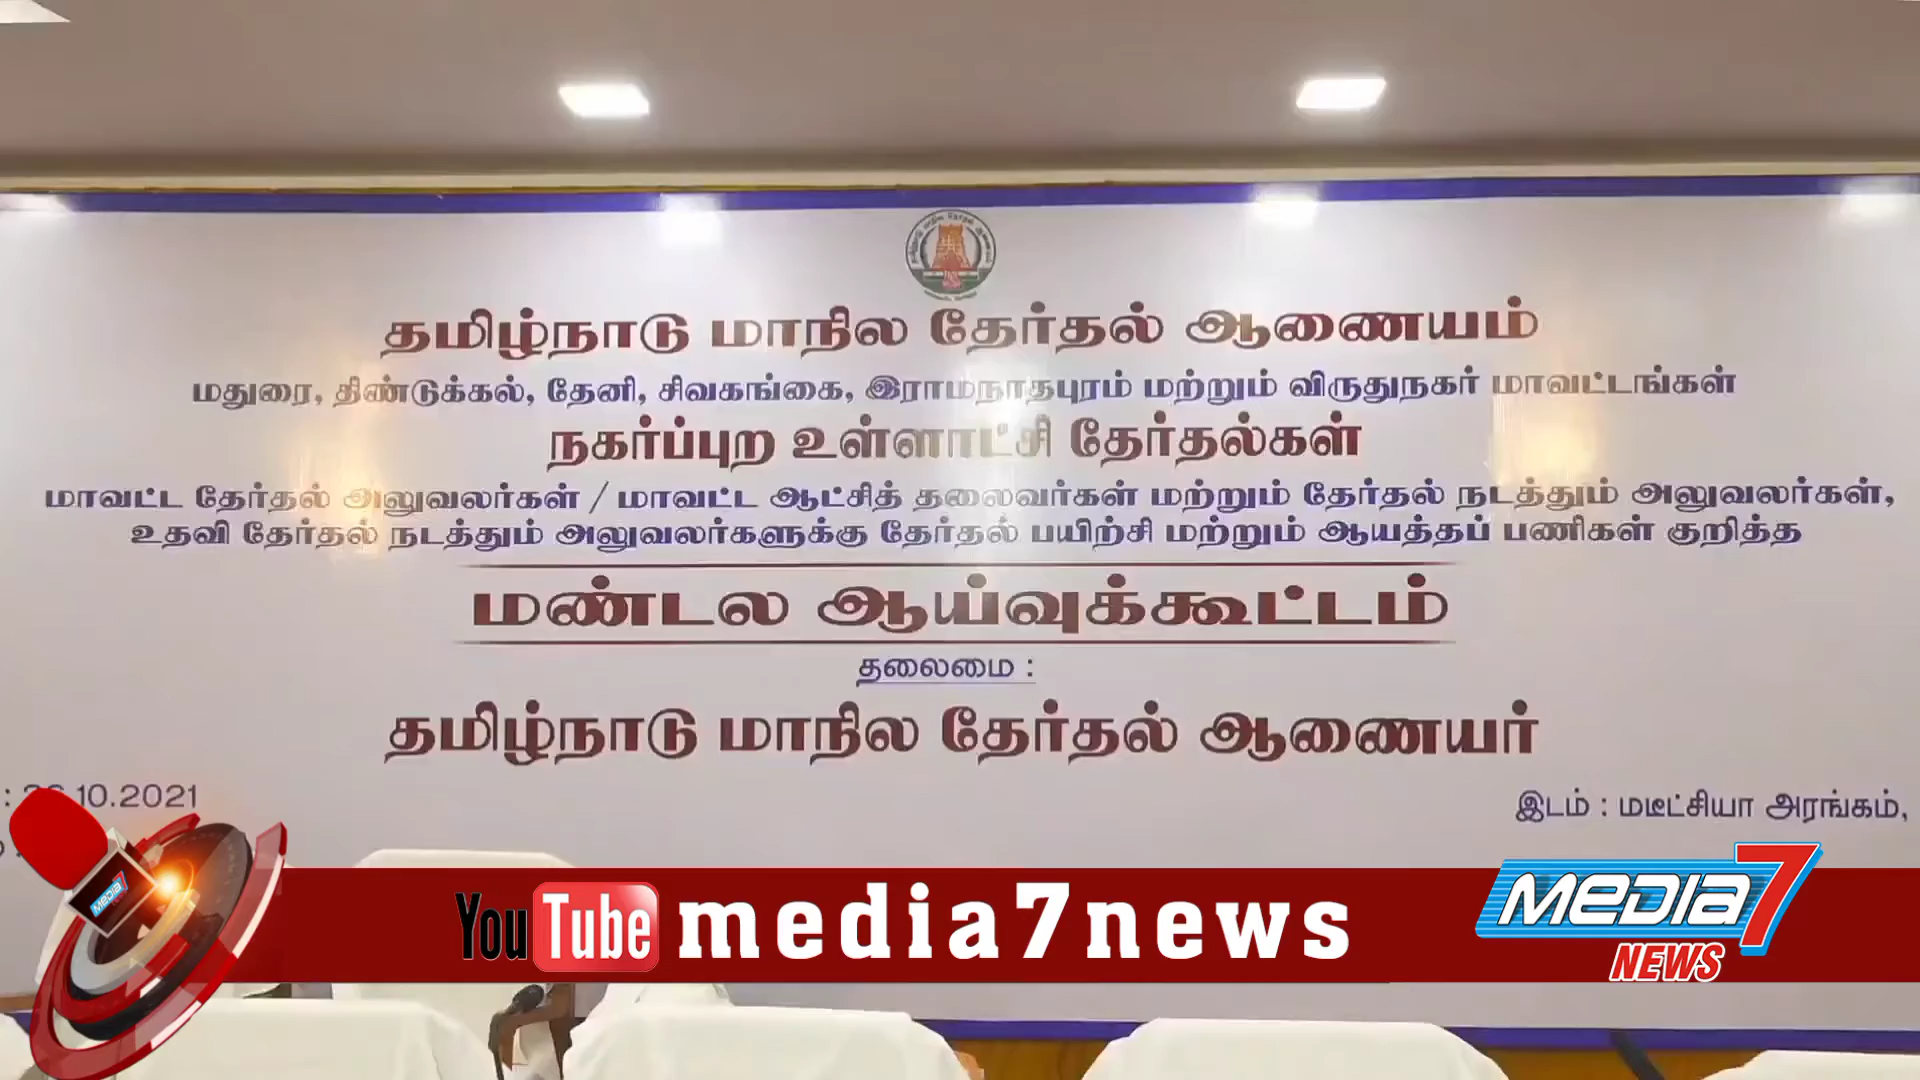 தமிழ்நாடு மாநில தேர்தல் ஆணையம்
மதுரை, திண்டுக்கல், தேனி, சிவகங்கை, இராமநாதபுரம் மற்றும் விருதுநகர் மாவட்டங்கள்
நகர்ப்புற உள்ளாட்சி தேர்தல்கள்
மாவட்ட தேர்தல் அலுவலர்கள் / மாவட்ட ஆட்சித் தலைவர்கள் மற்றும் தேர்தல் நடத்தும் அலுவலர்கள்,
உதவி தேர்தல் நடத்தும் அலுவலர்களுக்கு தேர்தல் பயிற்சி மற்றும் ஆயத்தப் பணிகள் குறித்த
மண்டல ஆய்வுக்கூட்டம்
தலைமை :
தமிழ்நாடு மாநில தேர்தல் ஆணையர்
.10.2021
இடம் : மடீட்சியா அரங்கம்,
YouTube media7news
MEDIA7
NEWS
MEDIA7